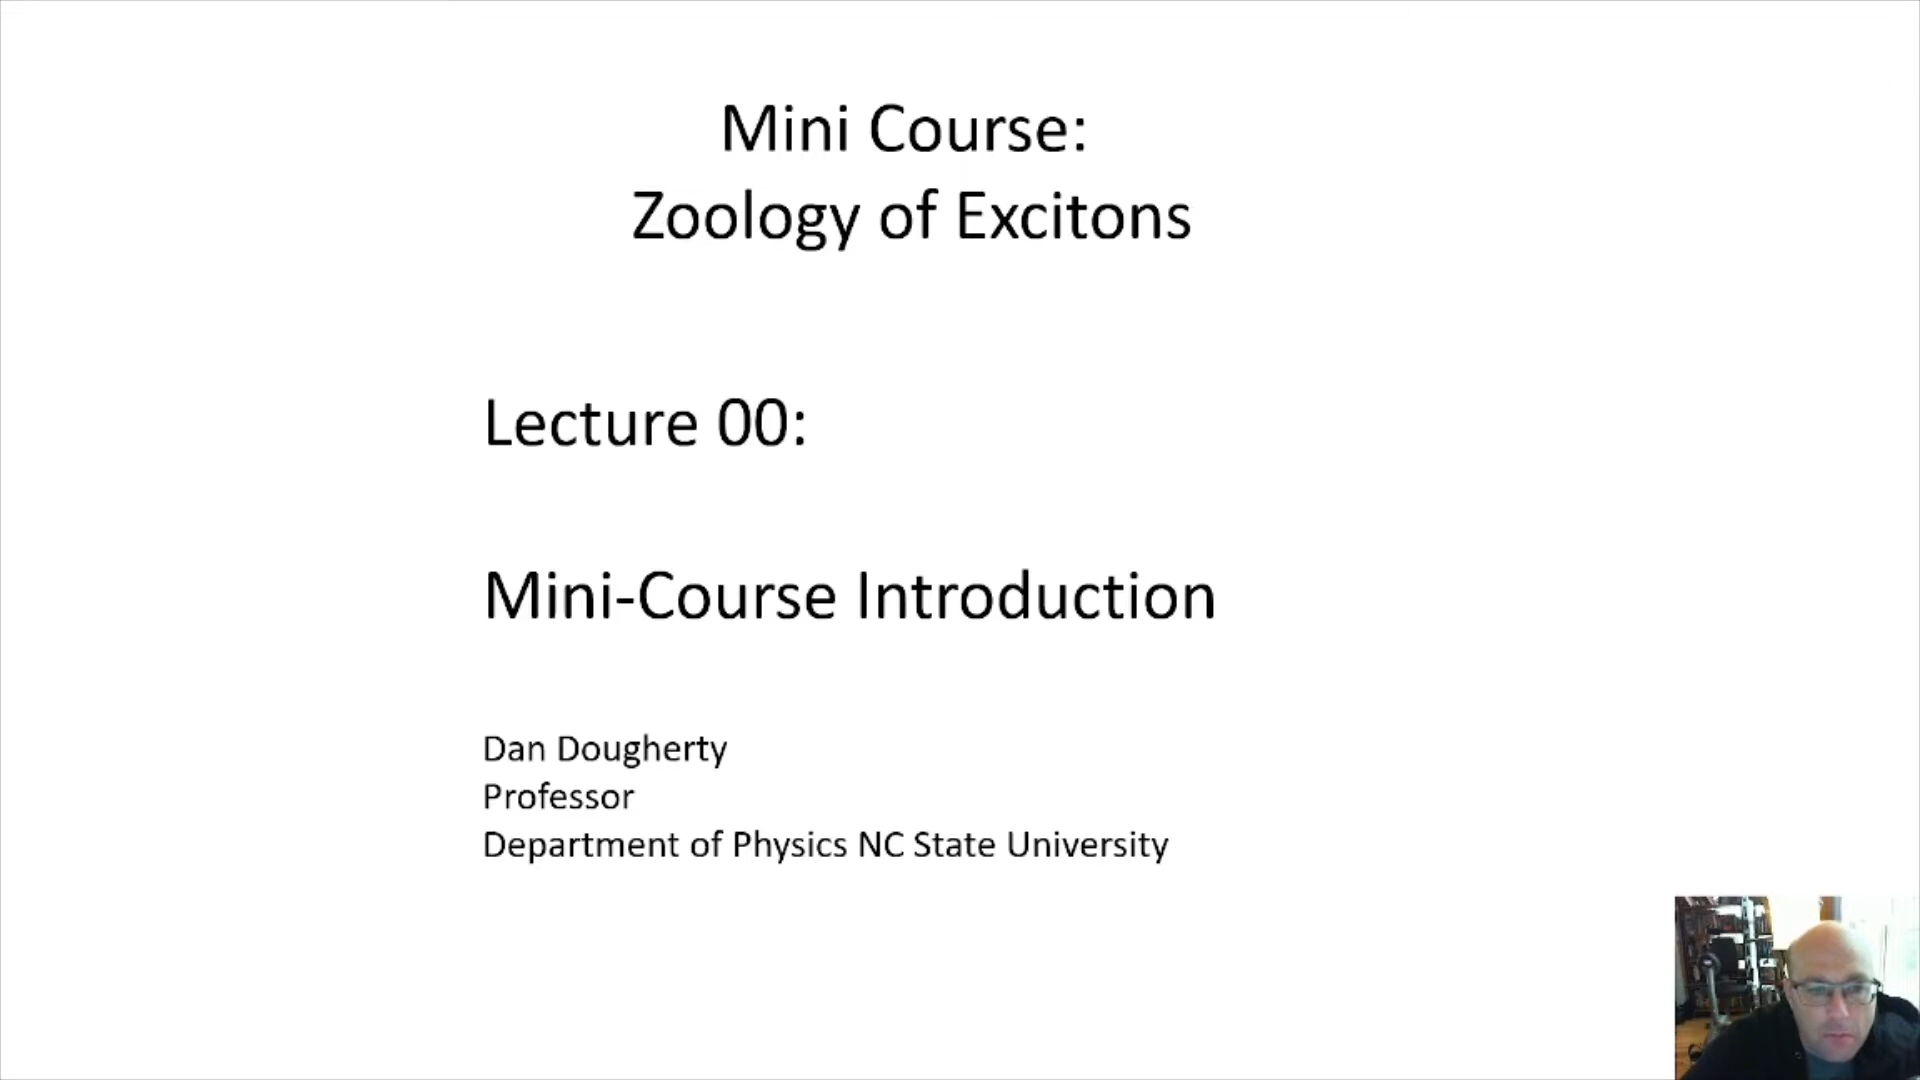 Mini Course:
Zoology of Excitons
Lecture 00:
Mini-Course Introduction
Dan Dougherty
Professor
Department of Physics NC State University